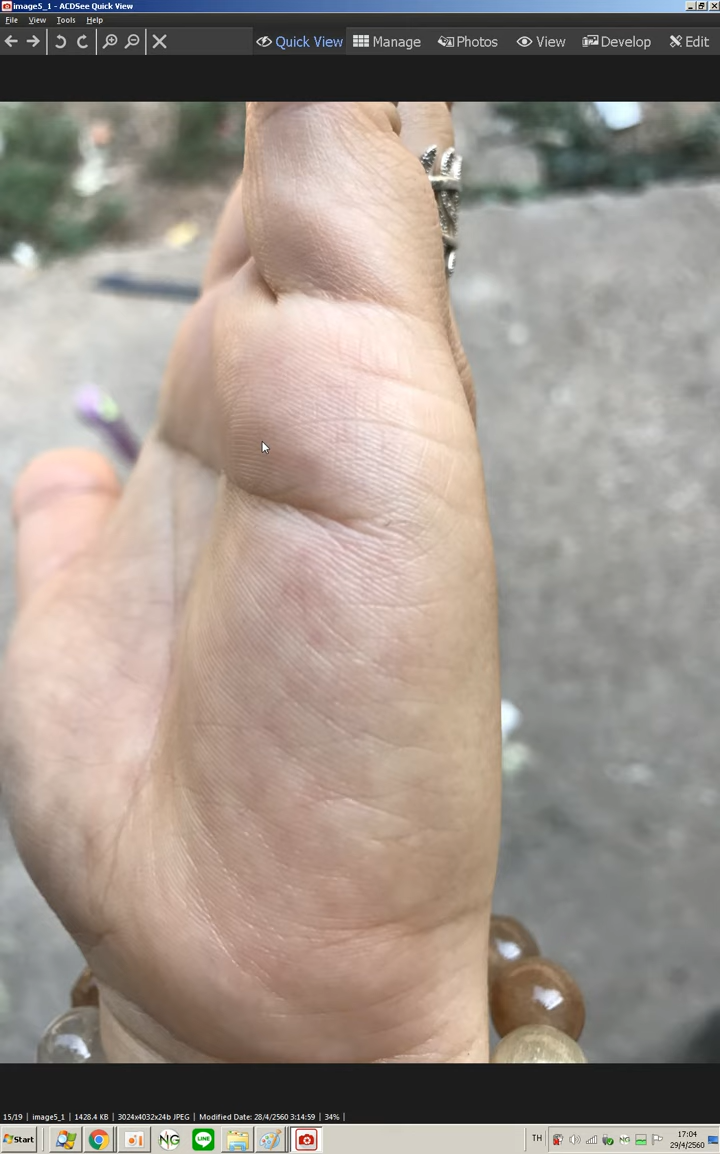 image5_1 - ACDSee Quick View
File View Tools Help
Quick View Manage Photos View Develop Edit
15/19 image5_1 1428.4 KB 3024x4032x24b JPEG Modified Date: 28/4/2560 3:14:59 34%
Start NG LINE TH NG 17:04
29/4/2560